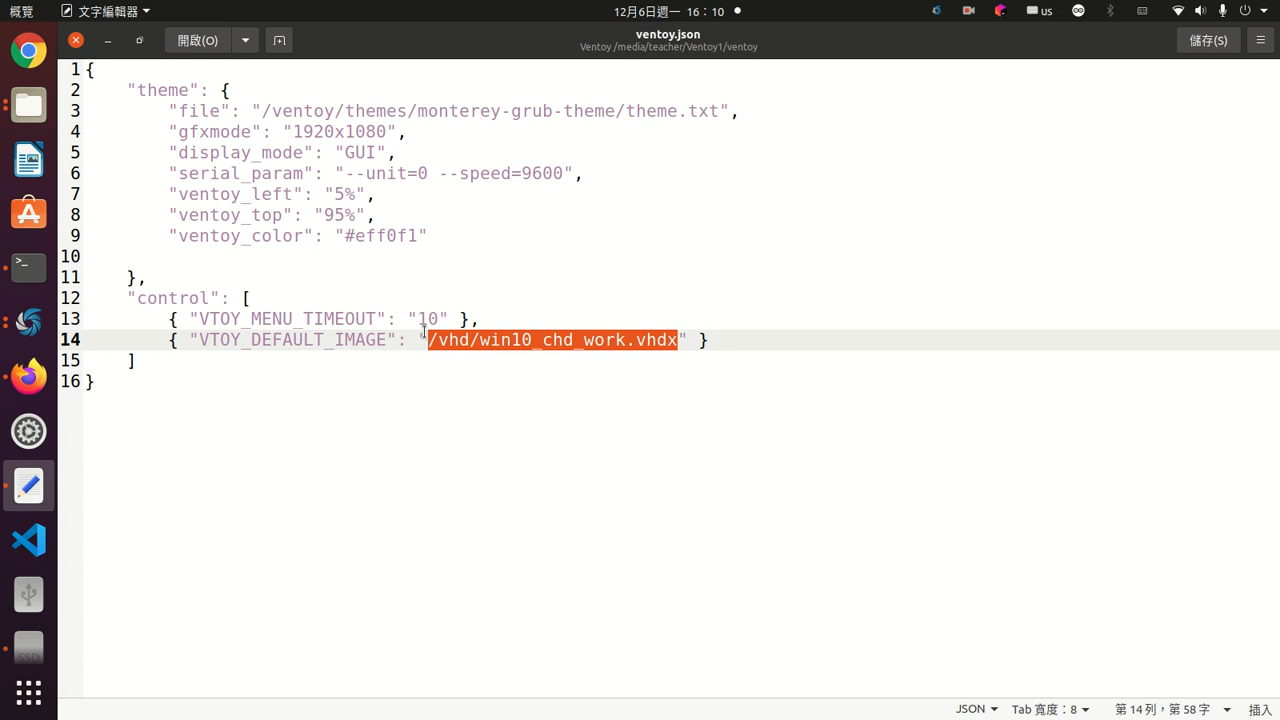 概覽 文字編輯器 12月6日週一 16：10 us
開啟(O) ventoy.json 儲存(S)
Ventoy /media/teacher/Ventoy1/ventoy
1 {
2 "theme": {
3 "file": "/ventoy/themes/monterey-grub-theme/theme.txt",
4 "gfxmode": "1920x1080",
5 "display_mode": "GUI",
6 "serial_param": "--unit=0 --speed=9600",
7 "ventoy_left": "5%",
8 "ventoy_top": "95%",
9 "ventoy_color": "#eff0f1"
10
11 },
12 "control": [
13 { "VTOY_MENU_TIMEOUT": "10" },
14 { "VTOY_DEFAULT_IMAGE": "/vhd/win10_chd_work.vhdx" }
15 ]
16 }
SSD
JSON Tab 寬度：8 第 14 列，第 58 字 插入